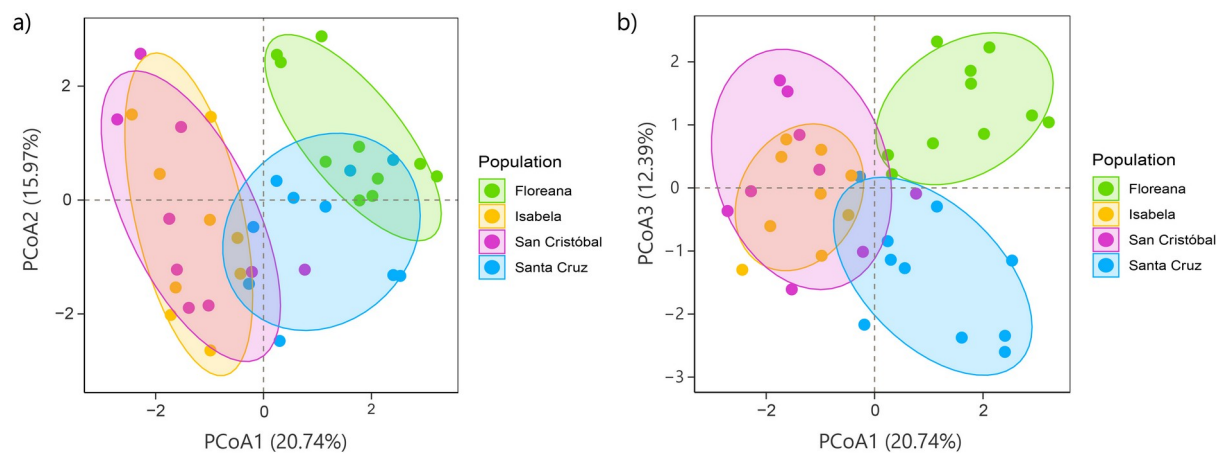 a)
PCoA2 (15.97%)
2
0
−2
−2
0
2
PCoA1 (20.74%)
Population
Floreana
Isabela
San Cristóbal
Santa Cruz
b)
PCoA3 (12.39%)
2
1
0
−1
−2
−3
−2
0
2
PCoA1 (20.74%)
Population
Floreana
Isabela
San Cristóbal
Santa Cruz